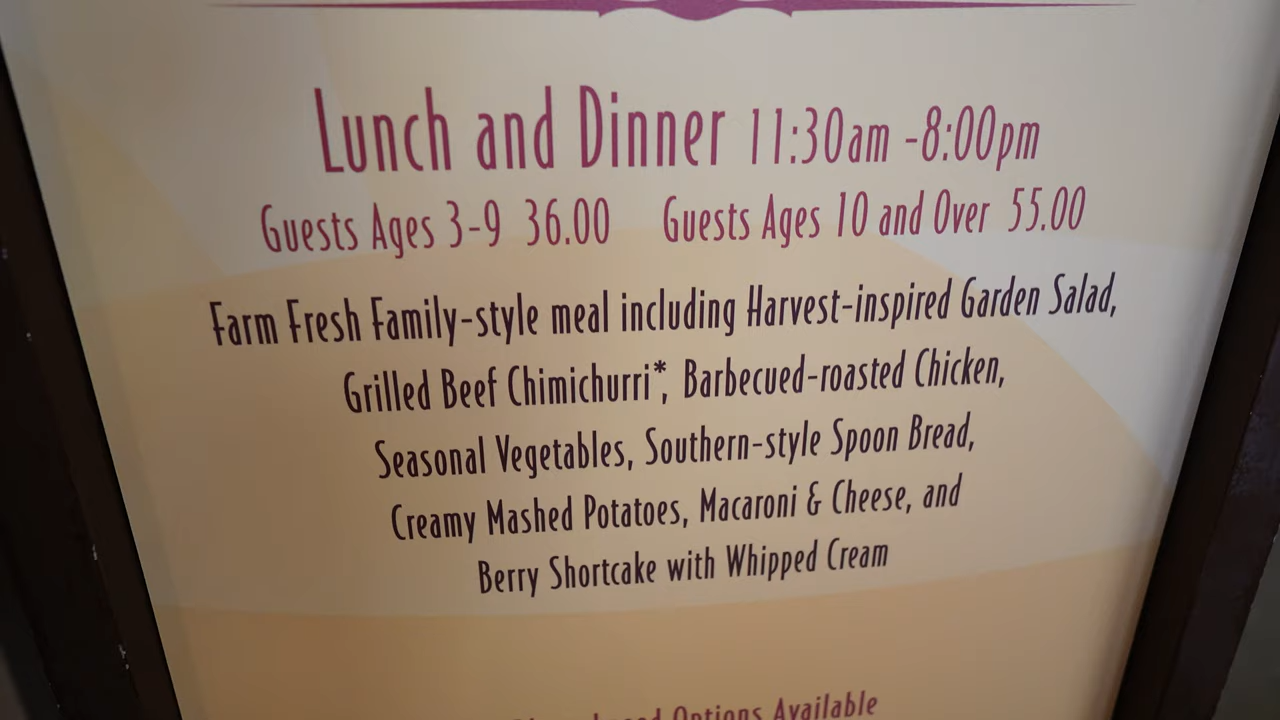 Lunch and Dinner 11:30am -8:00pm
Guests Ages 3-9 36.00 Guests Ages 10 and Over 55.00
Farm Fresh Family-style meal including Harvest-inspired Garden Salad,
Grilled Beef Chimichurri*, Barbecued-roasted Chicken,
Seasonal Vegetables, Southern-style Spoon Bread,
Creamy Mashed Potatoes, Macaroni & Cheese, and
Berry Shortcake with Whipped Cream
Options Available